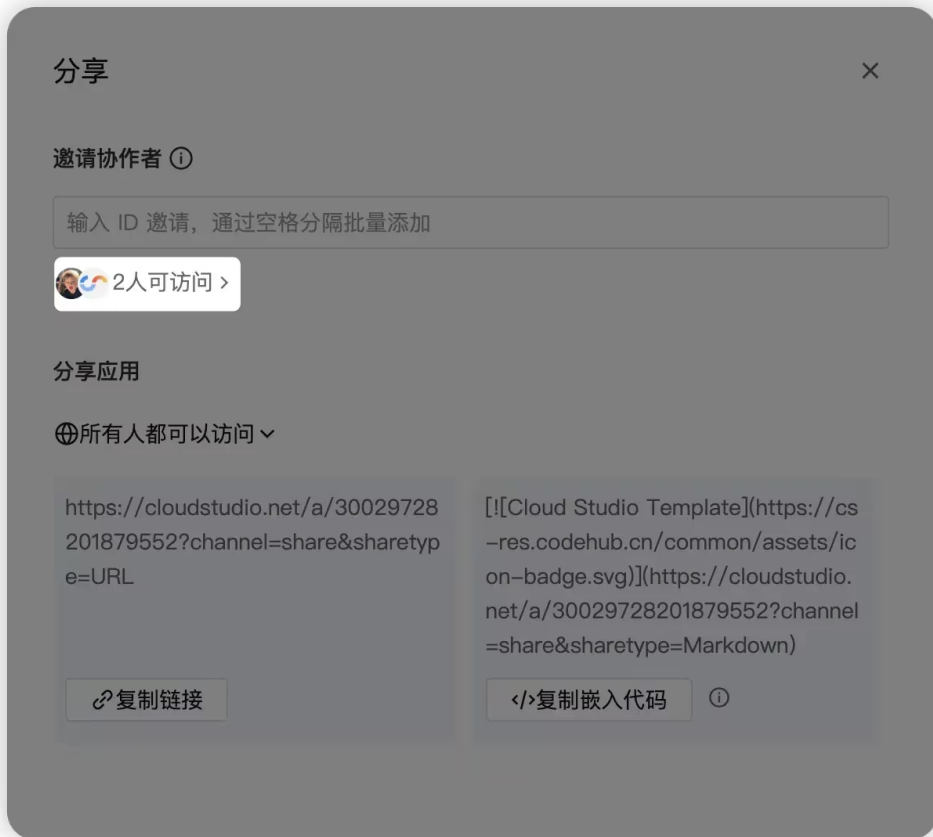 分享
邀请协作者
输入 ID 邀请，通过空格分隔批量添加
2人可访问
分享应用
所有人都可以访问
https://cloudstudio.net/a/30029728
201879552?channel=share&sharetyp
e=URL
复制链接
[![Cloud Studio Template](https://cs
-res.codehub.cn/common/assets/ic
on-badge.svg)](https://cloudstudio.
net/a/30029728201879552?channel
=share&sharetype=Markdown)
</>复制嵌入代码